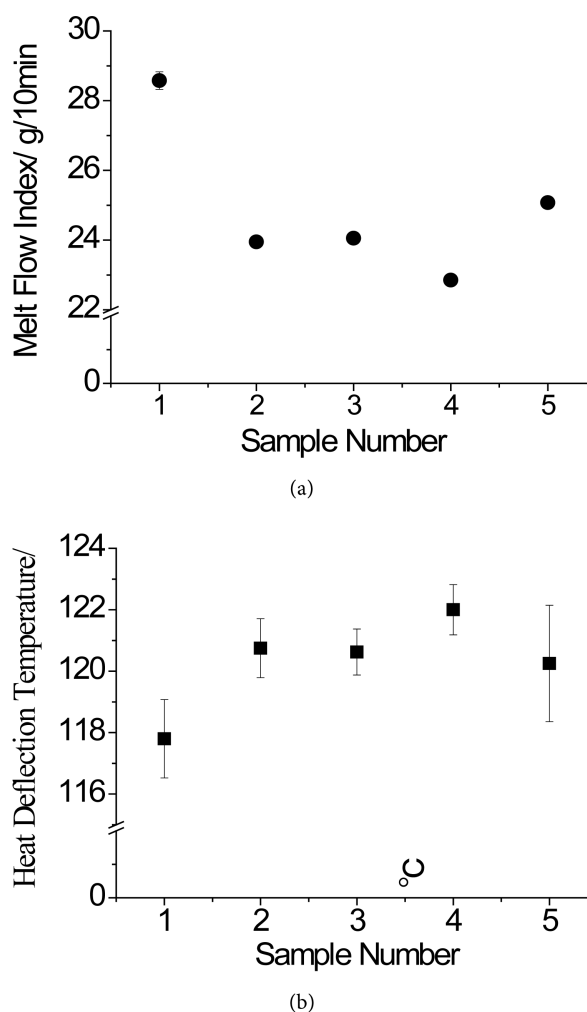 Melt Flow Index/ g/10min
30
28
26
24
22
0
1 2 3 4 5
Sample Number
(a)
Heat Deflection Temperature/
124
122
120
118
116
0
°C
1 2 3 4 5
Sample Number
(b)